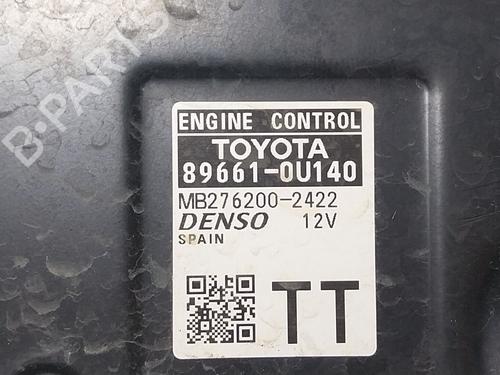 B-PARTS
ENGINE CONTROL
TOYOTA
89661-0U140
MB276200-2422
DENSO 12V
SPAIN
TT